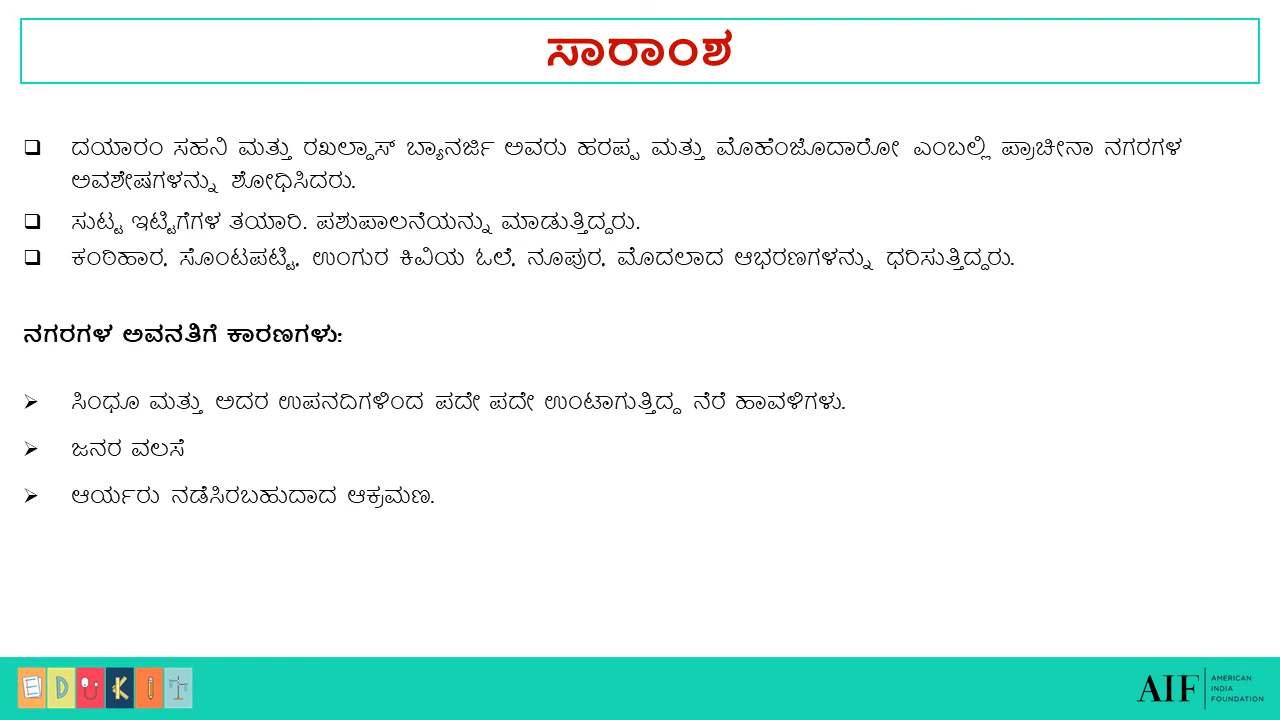 ಸಾರಾಂಶ
ದಯಾರಂ ಸಹನಿ ಮತ್ತು ರಖಲ್ದಾಸ್ ಬ್ಯಾನರ್ಜಿ ಅವರು ಹರಪ್ಪ ಮತ್ತು ಮೊಹೆಂಜೊದಾರೋ ಎಂಬಲ್ಲಿ ಪ್ರಾಚೀನಾ ನಗರಗಳ
ಅವಶೇಷಗಳನ್ನು ಶೋಧಿಸಿದರು.
ಸುಟ್ಟ ಇಟ್ಟಿಗೆಗಳ ತಯಾರಿ. ಪಶುಪಾಲನೆಯನ್ನು ಮಾಡುತ್ತಿದ್ದರು.
ಕಂಠಿಹಾರ, ಸೊಂಟಪಟ್ಟಿ, ಉಂಗುರ ಕಿವಿಯ ಓಲೆ, ನೂಪುರ, ಮೊದಲಾದ ಆಭರಣಗಳನ್ನು ಧರಿಸುತ್ತಿದ್ದರು.
ನಗರಗಳ ಅವನತಿಗೆ ಕಾರಣಗಳು:
ಸಿಂಧೂ ಮತ್ತು ಅದರ ಉಪನದಿಗಳಿಂದ ಪದೇ ಪದೇ ಉಂಟಾಗುತ್ತಿದ್ದ ನೆರೆ ಹಾವಳಿಗಳು.
ಜನರ ವಲಸೆ
ಆರ್ಯರು ನಡೆಸಿರಬಹುದಾದ ಆಕ್ರಮಣ.
EDUKIT
AIF AMERICAN
INDIA
FOUNDATION